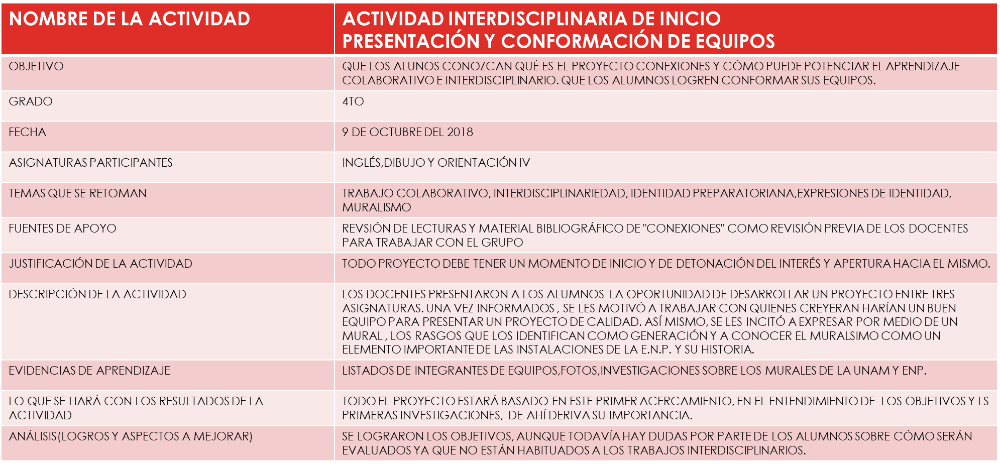 NOMBRE DE LA ACTIVIDAD
ACTIVIDAD INTERDISCIPLINARIA DE INICIO
PRESENTACIÓN Y CONFORMACIÓN DE EQUIPOS
OBJETIVO
QUE LOS ALUNOS CONOZCAN QUÉ ES EL PROYECTO CONEXIONES Y CÓMO PUEDE POTENCIAR EL APRENDIZAJE
COLABORATIVO E INTERDISCIPLINARIO. QUE LOS ALUMNOS LOGREN CONFORMAR SUS EQUIPOS.
GRADO
4TO
FECHA
9 DE OCTUBRE DEL 2018
ASIGNATURAS PARTICIPANTES
INGLÉS,DIBUJO Y ORIENTACIÓN IV
TEMAS QUE SE RETOMAN
TRABAJO COLABORATIVO, INTERDISCIPLINARIEDAD, IDENTIDAD PREPARATORIANA,EXPRESIONES DE IDENTIDAD,
MURALISMO
FUENTES DE APOYO
REVSIÓN DE LECTURAS Y MATERIAL BIBLIOGRÁFICO DE "CONEXIONES" COMO REVISIÓN PREVIA DE LOS DOCENTES
PARA TRABAJAR CON EL GRUPO
JUSTIFICACIÓN DE LA ACTIVIDAD
TODO PROYECTO DEBE TENER UN MOMENTO DE INICIO Y DE DETONACIÓN DEL INTERÉS Y APERTURA HACIA EL MISMO.
DESCRIPCIÓN DE LA ACTIVIDAD
LOS DOCENTES PRESENTARON A LOS ALUMNOS LA OPORTUNIDAD DE DESARROLLAR UN PROYECTO ENTRE TRES
ASIGNATURAS. UNA VEZ INFORMADOS , SE LES MOTIVÓ A TRABAJAR CON QUIENES CREYERAN HARÍAN UN BUEN
EQUIPO PARA PRESENTAR UN PROYECTO DE CALIDAD. ASÍ MISMO, SE LES INCITÓ A EXPRESAR POR MEDIO DE UN
MURAL , LOS RASGOS QUE LOS IDENTIFICAN COMO GENERACIÓN Y A CONOCER EL MURALSIMO COMO UN
ELEMENTO IMPORTANTE DE LAS INSTALACIONES DE LA E.N.P. Y SU HISTORIA.
EVIDENCIAS DE APRENDIZAJE
LISTADOS DE INTEGRANTES DE EQUIPOS,FOTOS,INVESTIGACIONES SOBRE LOS MURALES DE LA UNAM Y ENP.
LO QUE SE HARÁ CON LOS RESULTADOS DE LA
ACTIVIDAD
TODO EL PROYECTO ESTARÁ BASADO EN ESTE PRIMER ACERCAMIENTO, EN EL ENTENDIMIENTO DE LOS OBJETIVOS Y LS
PRIMERAS INVESTIGACIONES, DE AHÍ DERIVA SU IMPORTANCIA.
ANÁLISIS(LOGROS Y ASPECTOS A MEJORAR)
SE LOGRARON LOS OBJETIVOS, AUNQUE TODAVÍA HAY DUDAS POR PARTE DE LOS ALUMNOS SOBRE CÓMO SERÁN
EVALUADOS YA QUE NO ESTÁN HABITUADOS A LOS TRABAJOS INTERDISCIPLINARIOS.